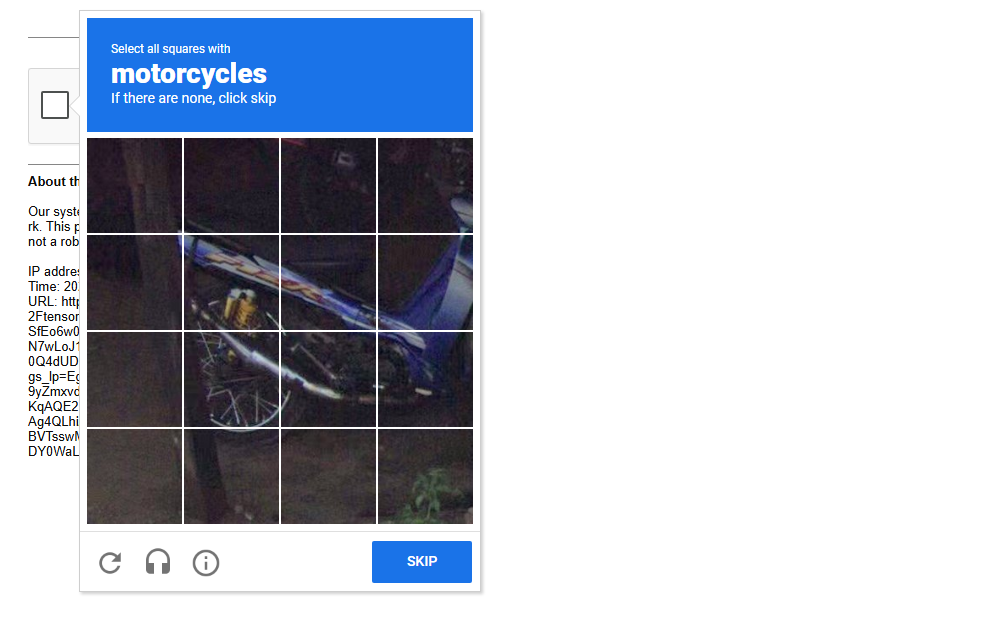 Select all squares with
motorcycles
If there are none, click skip
About th
Our syste
rk. This p
not a rob
IP addres
Time: 20
URL: http
2Ftensor
SfEo6w0
N7wLoJ1
0Q4dUD
gs_lp=Eg
9yZmxvd
KqAQE2
Ag4QLhi
BVTsswM
DY0WaL
SKIP